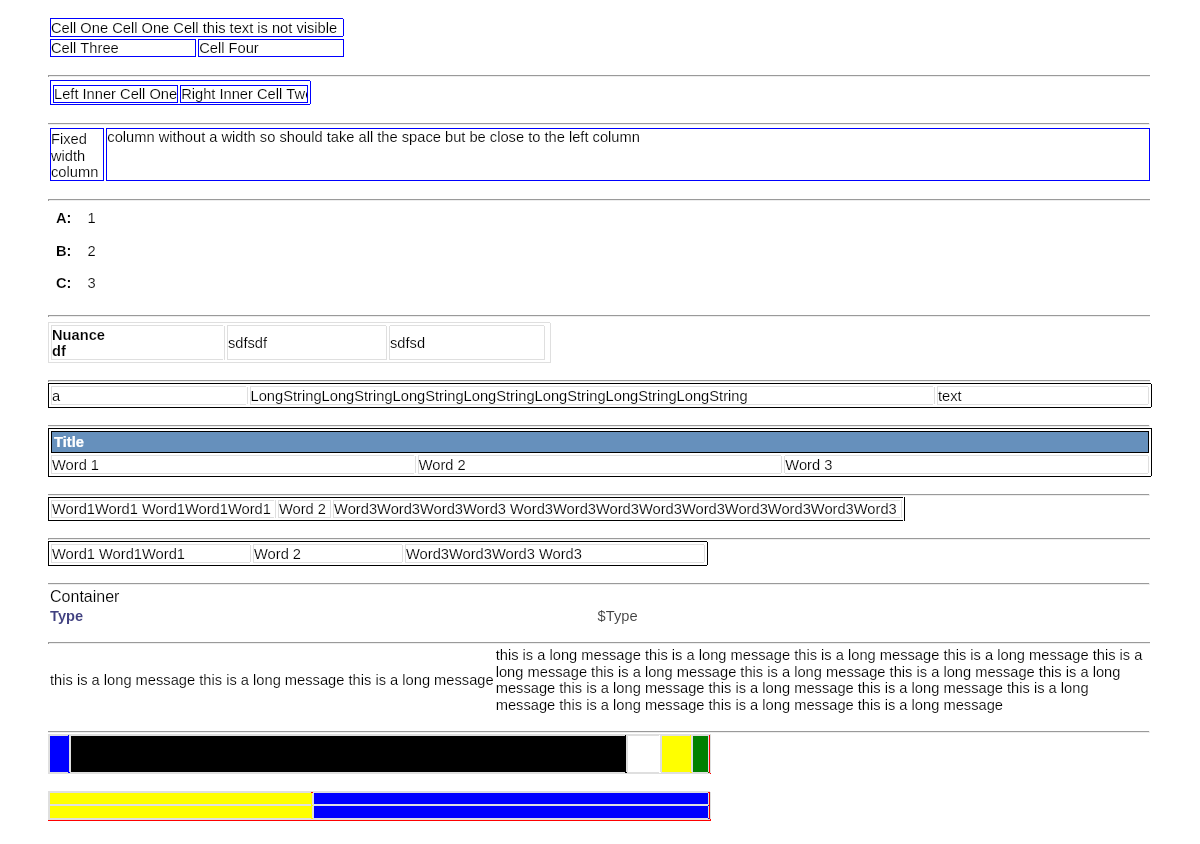 Cell One Cell One Cell this text is not visible
Cell Three Cell Four
Left Inner Cell One Right Inner Cell Two
Fixed width column
column without a width so should take all the space but be close to the left column
A: 1
B: 2
C: 3
Nuance df sdfsdf sdfsd
a LongStringLongStringLongStringLongStringLongStringLongStringLongString text
Title
Word 1 Word 2 Word 3
Word1Word1 Word1Word1Word1 Word 2 Word3Word3Word3Word3 Word3Word3Word3Word3Word3Word3Word3Word3Word3
Word1 Word1Word1 Word 2 Word3Word3Word3 Word3
Container
Type $Type
this is a long message this is a long message this is a long message
this is a long message this is a long message this is a long message this is a long message this is a
long message this is a long message this is a long message this is a long message this is a long
message this is a long message this is a long message this is a long message this is a long
message this is a long message this is a long message this is a long message